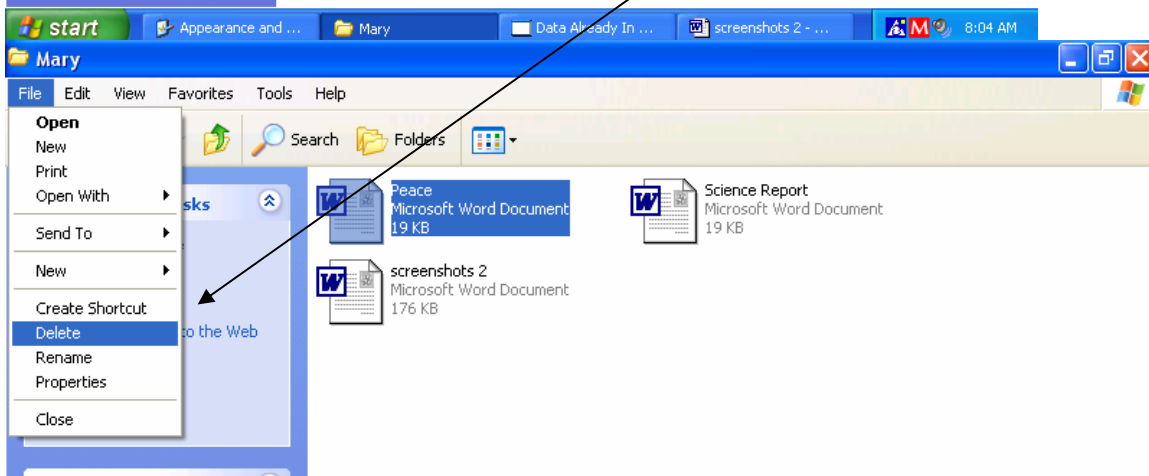 start Appearance and ... Mary Data Already In ... screenshots 2 - ... M 8:04 AM
Mary
File Edit View Favorites Tools Help
Open
New
Print
Open With
Send To
New
Create Shortcut
Delete
Rename
Properties
Close
Search Folders
sks
to the Web
Peace
Microsoft Word Document
19 KB
Science Report
Microsoft Word Document
19 KB
screenshots 2
Microsoft Word Document
176 KB